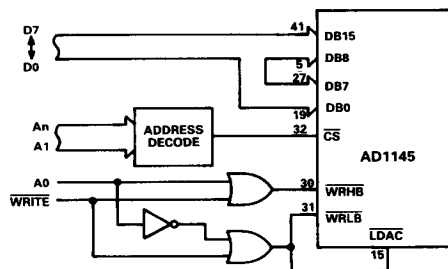 D7
D0
41
DB15
DB8
5
27
DB7
19
DB0
An
A1
ADDRESS
DECODE
32
CS
AD1145
A0
WRITE
30
WRHB
31
WRLB
LDAC
15